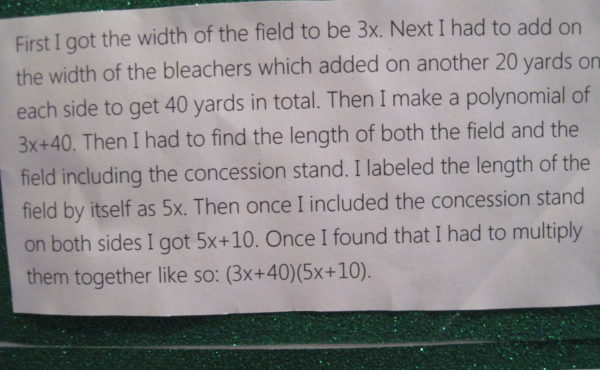 First I got the width of the field to be 3x. Next I had to add on
the width of the bleachers which added on another 20 yards on
each side to get 40 yards in total. Then I make a polynomial of
3x+40. Then I had to find the length of both the field and the
field including the concession stand. I labeled the length of the
field by itself as 5x. Then once I included the concession stand
on both sides I got 5x+10. Once I found that I had to multiply
them together like so: (3x+40)(5x+10).